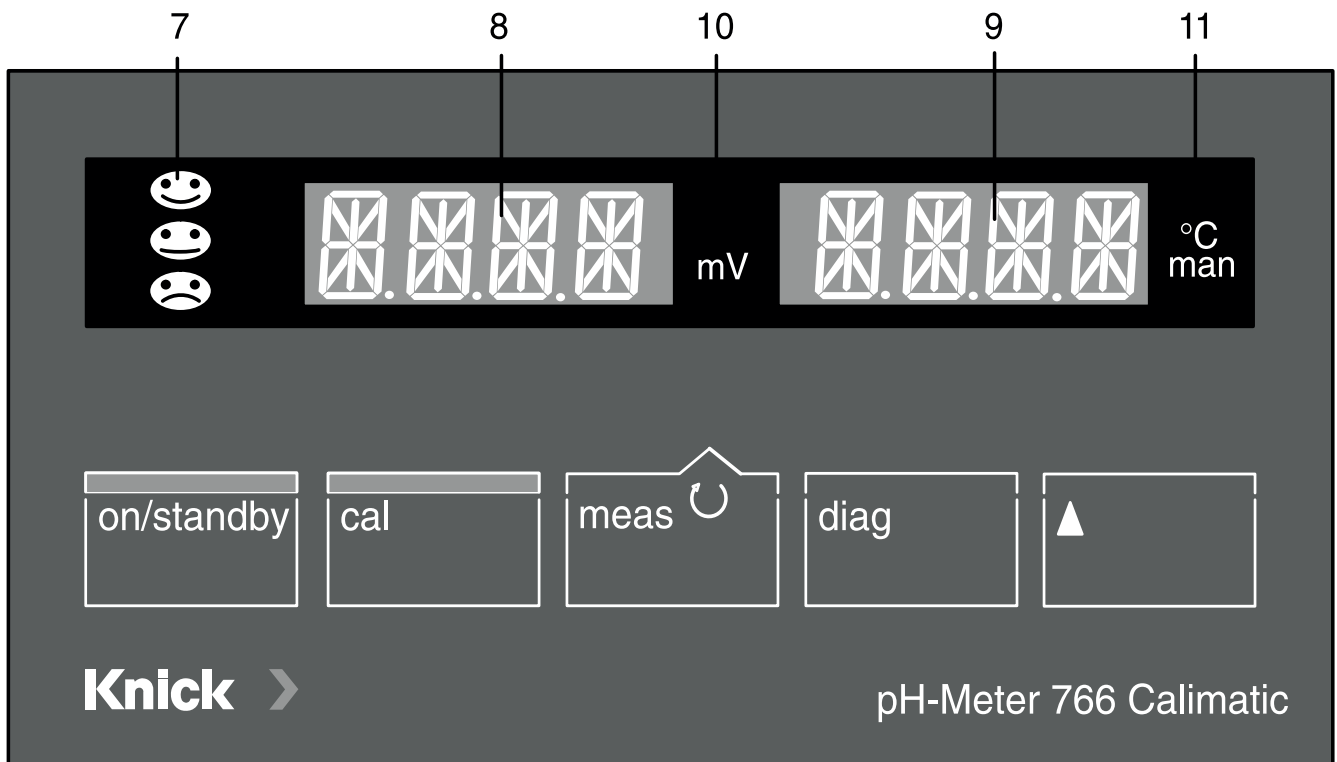 7 8 10 9 11
mV
°C
man
on/standby cal meas diag
Knick
pH-Meter 766 Calimatic